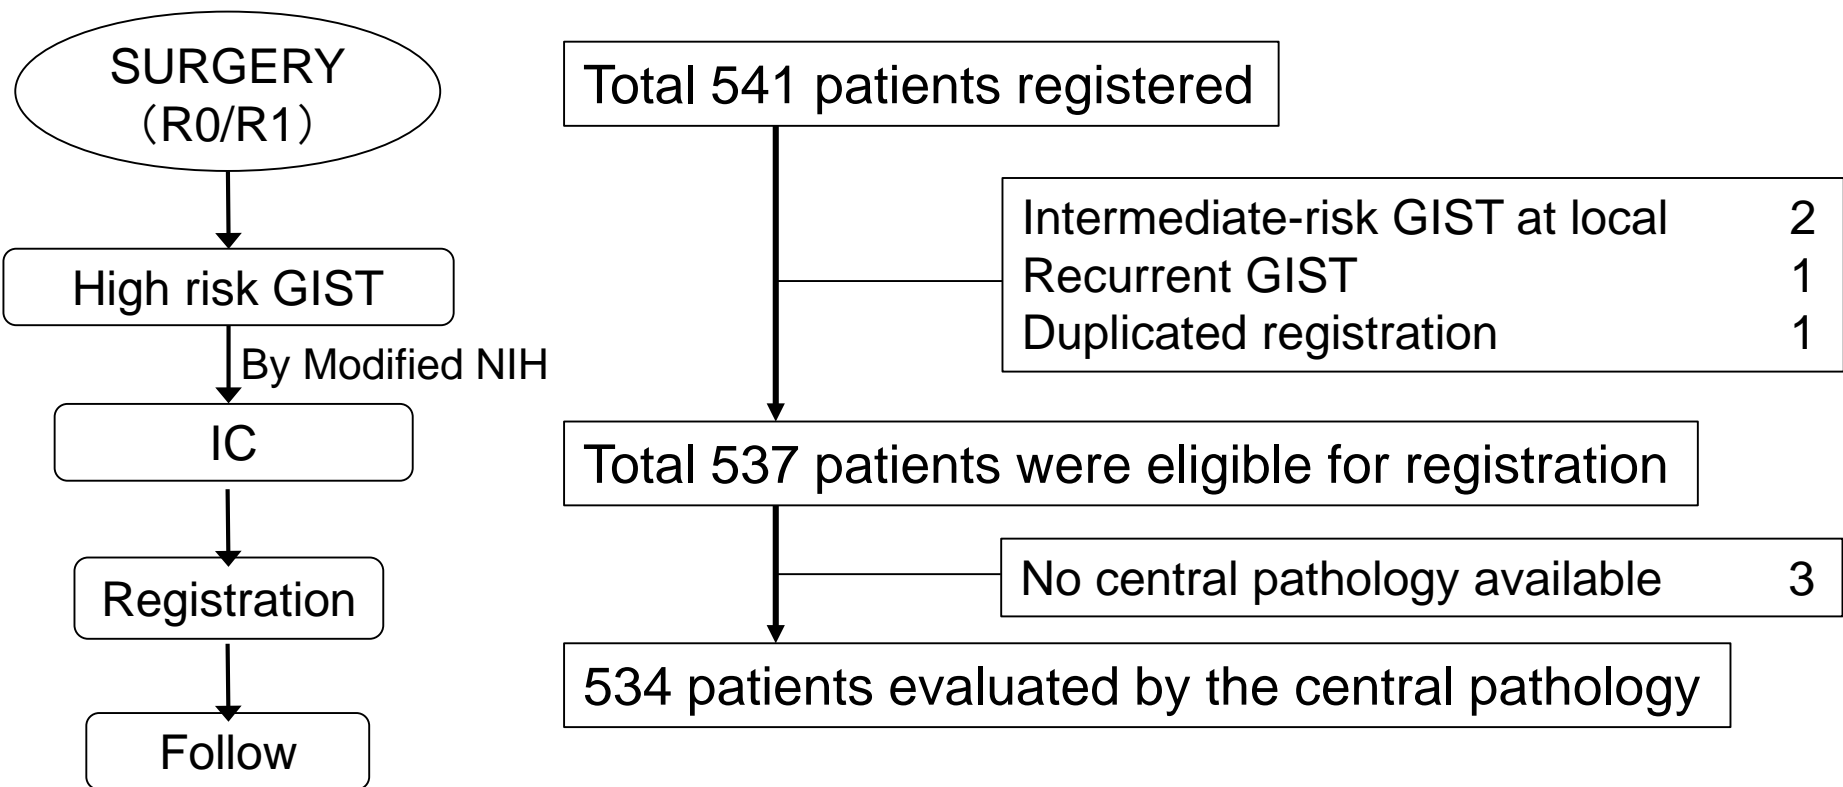 SURGERY
（R0/R1）
High risk GIST
By Modified NIH
IC
Registration
Follow
Total 541 patients registered
Intermediate-risk GIST at local 2
Recurrent GIST 1
Duplicated registration 1
Total 537 patients were eligible for registration
No central pathology available 3
534 patients evaluated by the central pathology